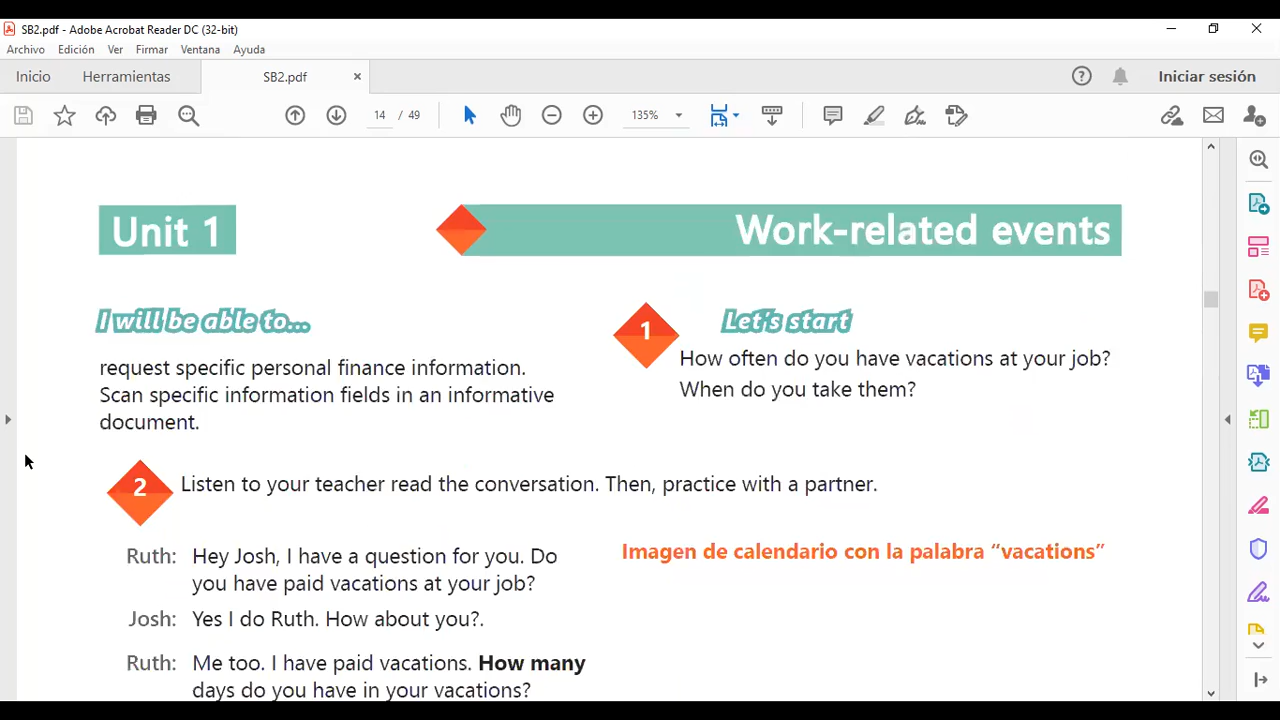 SB2.pdf - Adobe Acrobat Reader DC (32-bit)
Archivo Edición Ver Firmar Ventana Ayuda
Inicio Herramientas SB2.pdf × Iniciar sesión
14 / 49 135%
Unit 1 Work-related events
I will be able to...
request specific personal finance information.
Scan specific information fields in an informative
document.
1 Let's start
How often do you have vacations at your job?
When do you take them?
2 Listen to your teacher read the conversation. Then, practice with a partner.
Ruth: Hey Josh, I have a question for you. Do
you have paid vacations at your job?
Josh: Yes I do Ruth. How about you?.
Ruth: Me too. I have paid vacations. How many
days do you have in your vacations?
Imagen de calendario con la palabra “vacations”